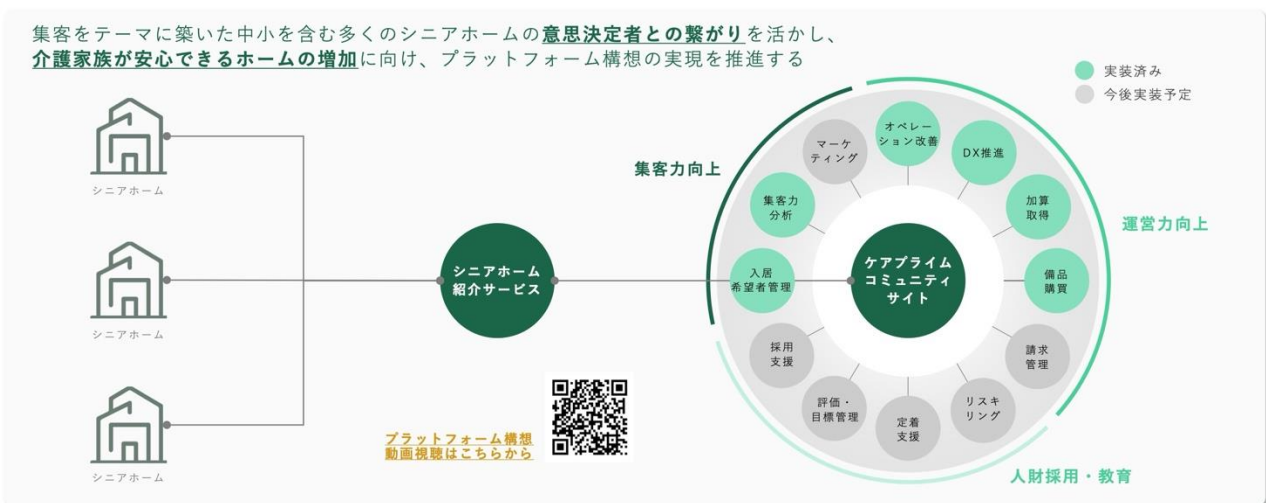 集客をテーマに築いた中小を含む多くのシニアホームの意思決定者との繋がりを活かし、
介護家族が安心できるホームの増加に向け、プラットフォーム構想の実現を推進する
実装済み
今後実装予定
シニアホーム
シニアホーム
シニアホーム
シニアホーム
紹介サービス
プラットフォーム構想
動画視聴はこちらから
集客力向上
運営力向上
人財採用・教育
ケアプライム
コミュニティ
サイト
オペレー
ション改善
DX推進
加算
取得
備品
購買
請求
管理
リスキ
リング
定着
支援
評価・
目標管理
採用
支援
入居
希望者管理
集客力
分析
マーケ
ティング